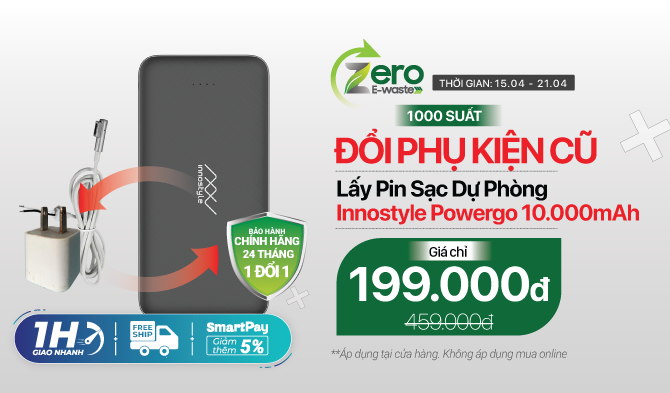 Zero
E-waste
THỜI GIAN: 15.04 - 21.04
1000 SUẤT
ĐỔI PHỤ KIỆN CŨ
Lấy Pin Sạc Dự Phòng
Innostyle Powergo 10.000mAh
Giá chỉ
199.000đ
459.000đ
**Áp dụng tại cửa hàng. Không áp dụng mua online
innostyle
BẢO HÀNH
CHÍNH HÃNG
24 THÁNG
1 ĐỔI 1
1H
GIAO NHANH
FREE
SHIP
SmartPay
Giảm
thêm 5%